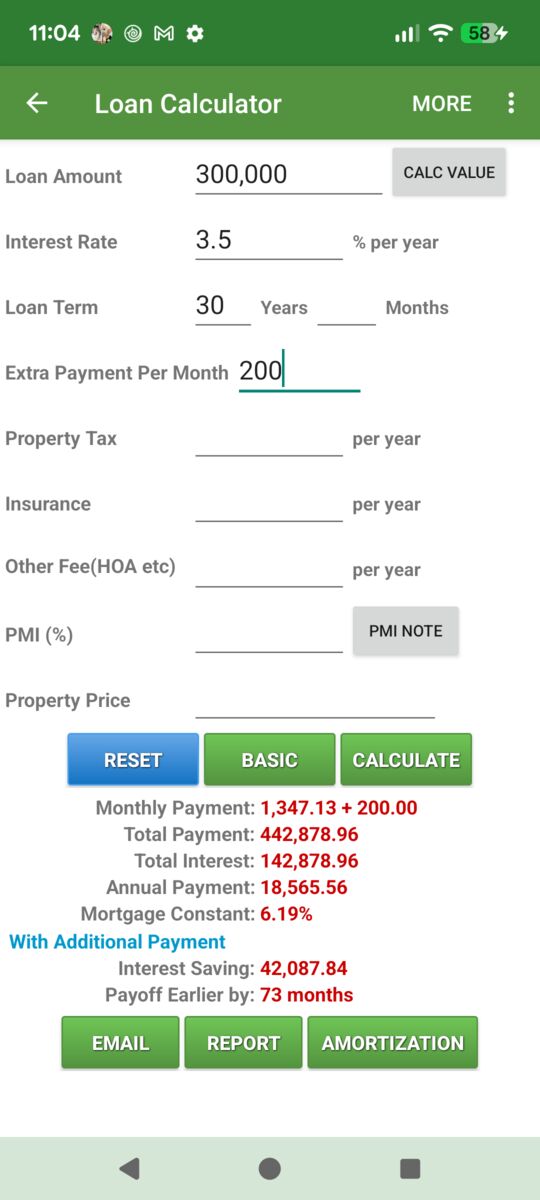 11:04 58
Loan Calculator MORE
Loan Amount 300,000 CALC VALUE
Interest Rate 3.5 % per year
Loan Term 30 Years Months
Extra Payment Per Month 200
Property Tax per year
Insurance per year
Other Fee(HOA etc) per year
PMI (%) PMI NOTE
Property Price
RESET BASIC CALCULATE
Monthly Payment: 1,347.13 + 200.00
Total Payment: 442,878.96
Total Interest: 142,878.96
Annual Payment: 18,565.56
Mortgage Constant: 6.19%
With Additional Payment
Interest Saving: 42,087.84
Payoff Earlier by: 73 months
EMAIL REPORT AMORTIZATION